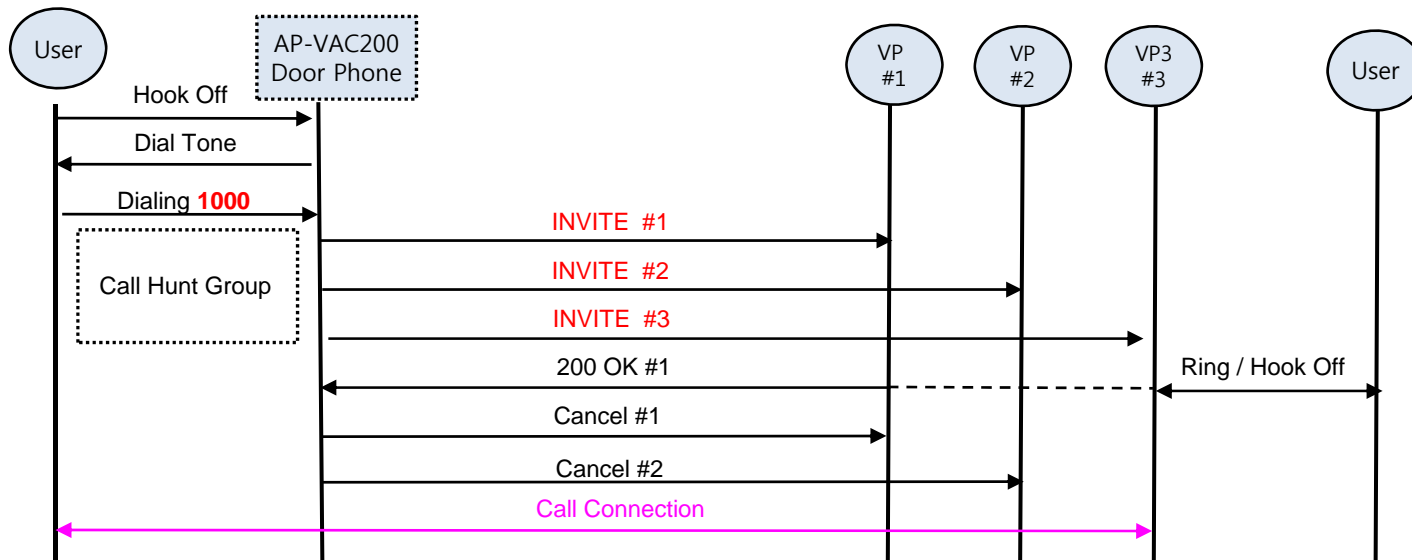 User
AP-VAC200
Door Phone
VP
#1
VP
#2
VP3
#3
User
Hook Off
Dial Tone
Dialing 1000
INVITE #1
Call Hunt Group
INVITE #2
INVITE #3
200 OK #1
Ring / Hook Off
Cancel #1
Cancel #2
Call Connection